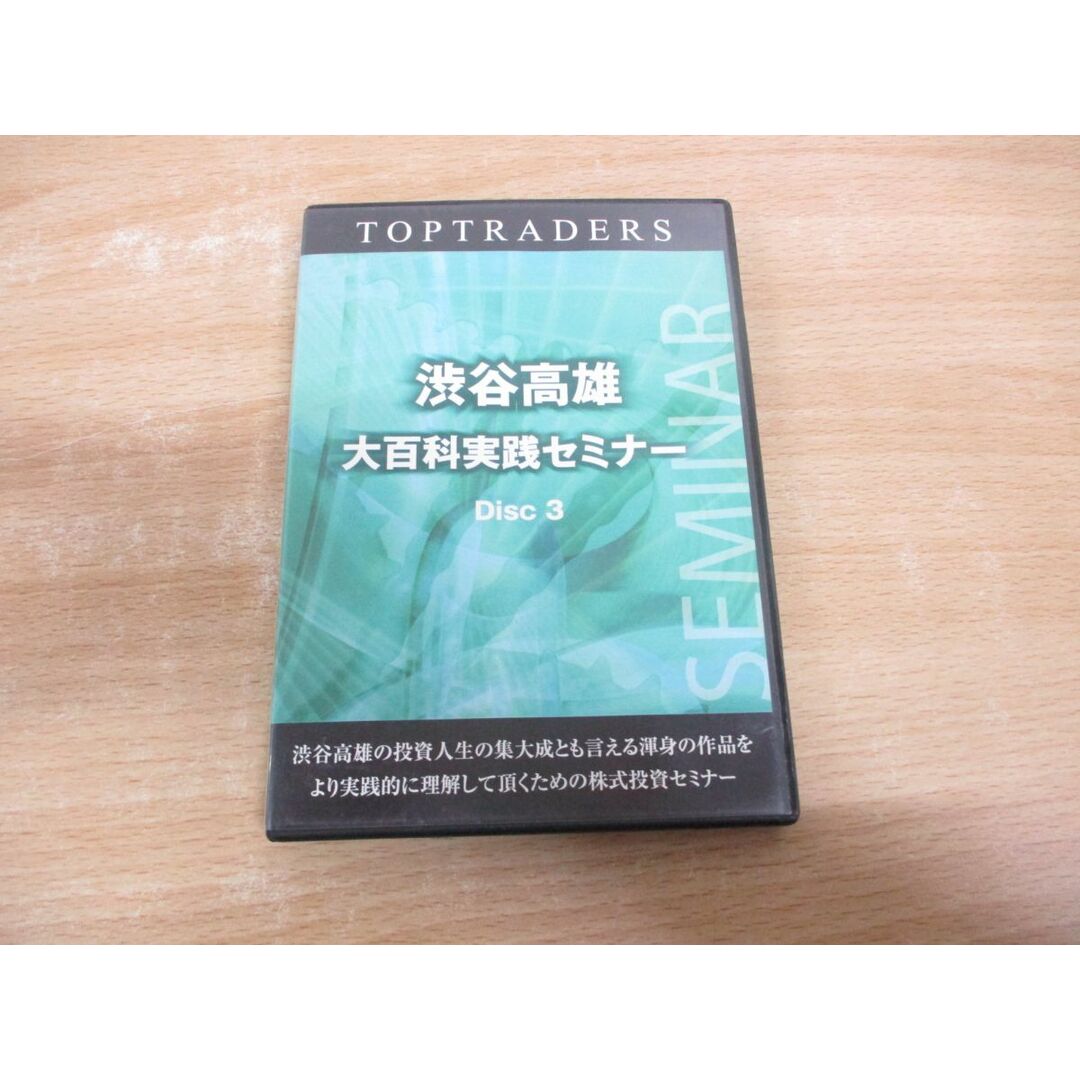 TOPTRADERS
渋谷高雄
大百科実践セミナー
Disc 3
SEMINAR
渋谷高雄の投資人生の集大成とも言える渾身の作品を
より実践的に理解して頂くための株式投資セミナー